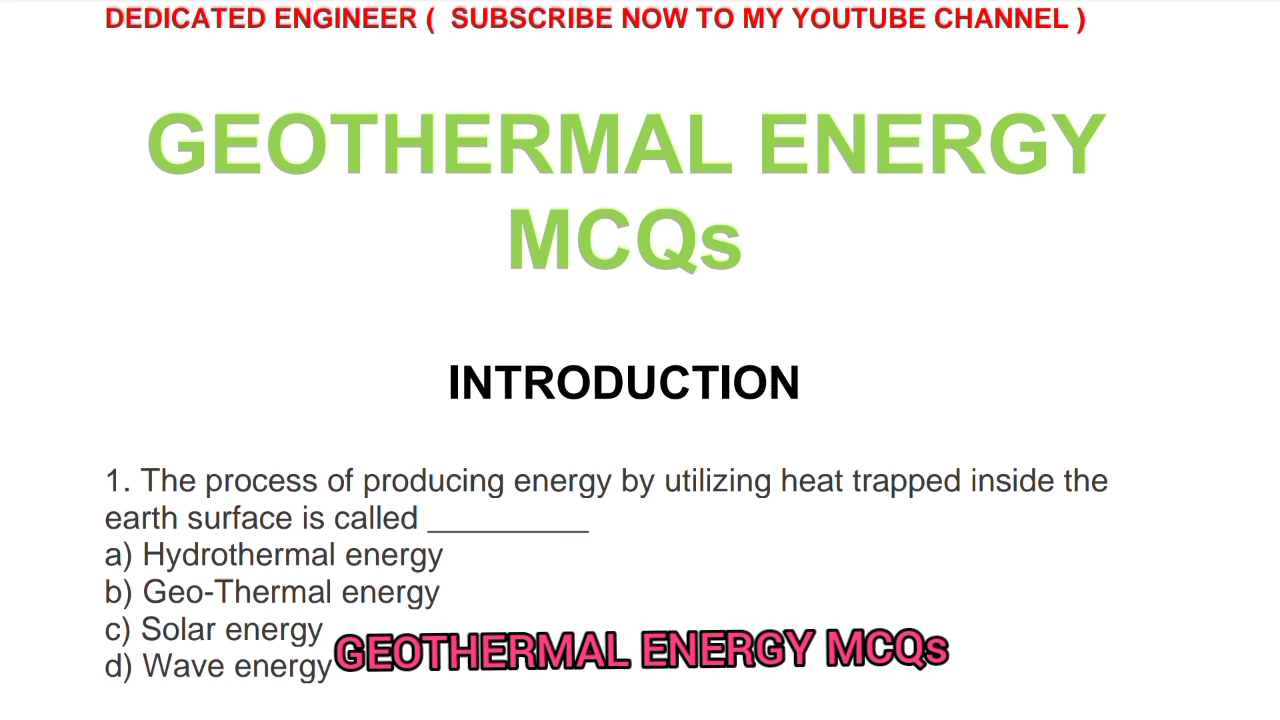 DEDICATED ENGINEER ( SUBSCRIBE NOW TO MY YOUTUBE CHANNEL )
GEOTHERMAL ENERGY
MCQs
INTRODUCTION
1. The process of producing energy by utilizing heat trapped inside the
earth surface is called __________
a) Hydrothermal energy
b) Geo-Thermal energy
c) Solar energy
d) Wave energy
GEOTHERMAL ENERGY MCQs